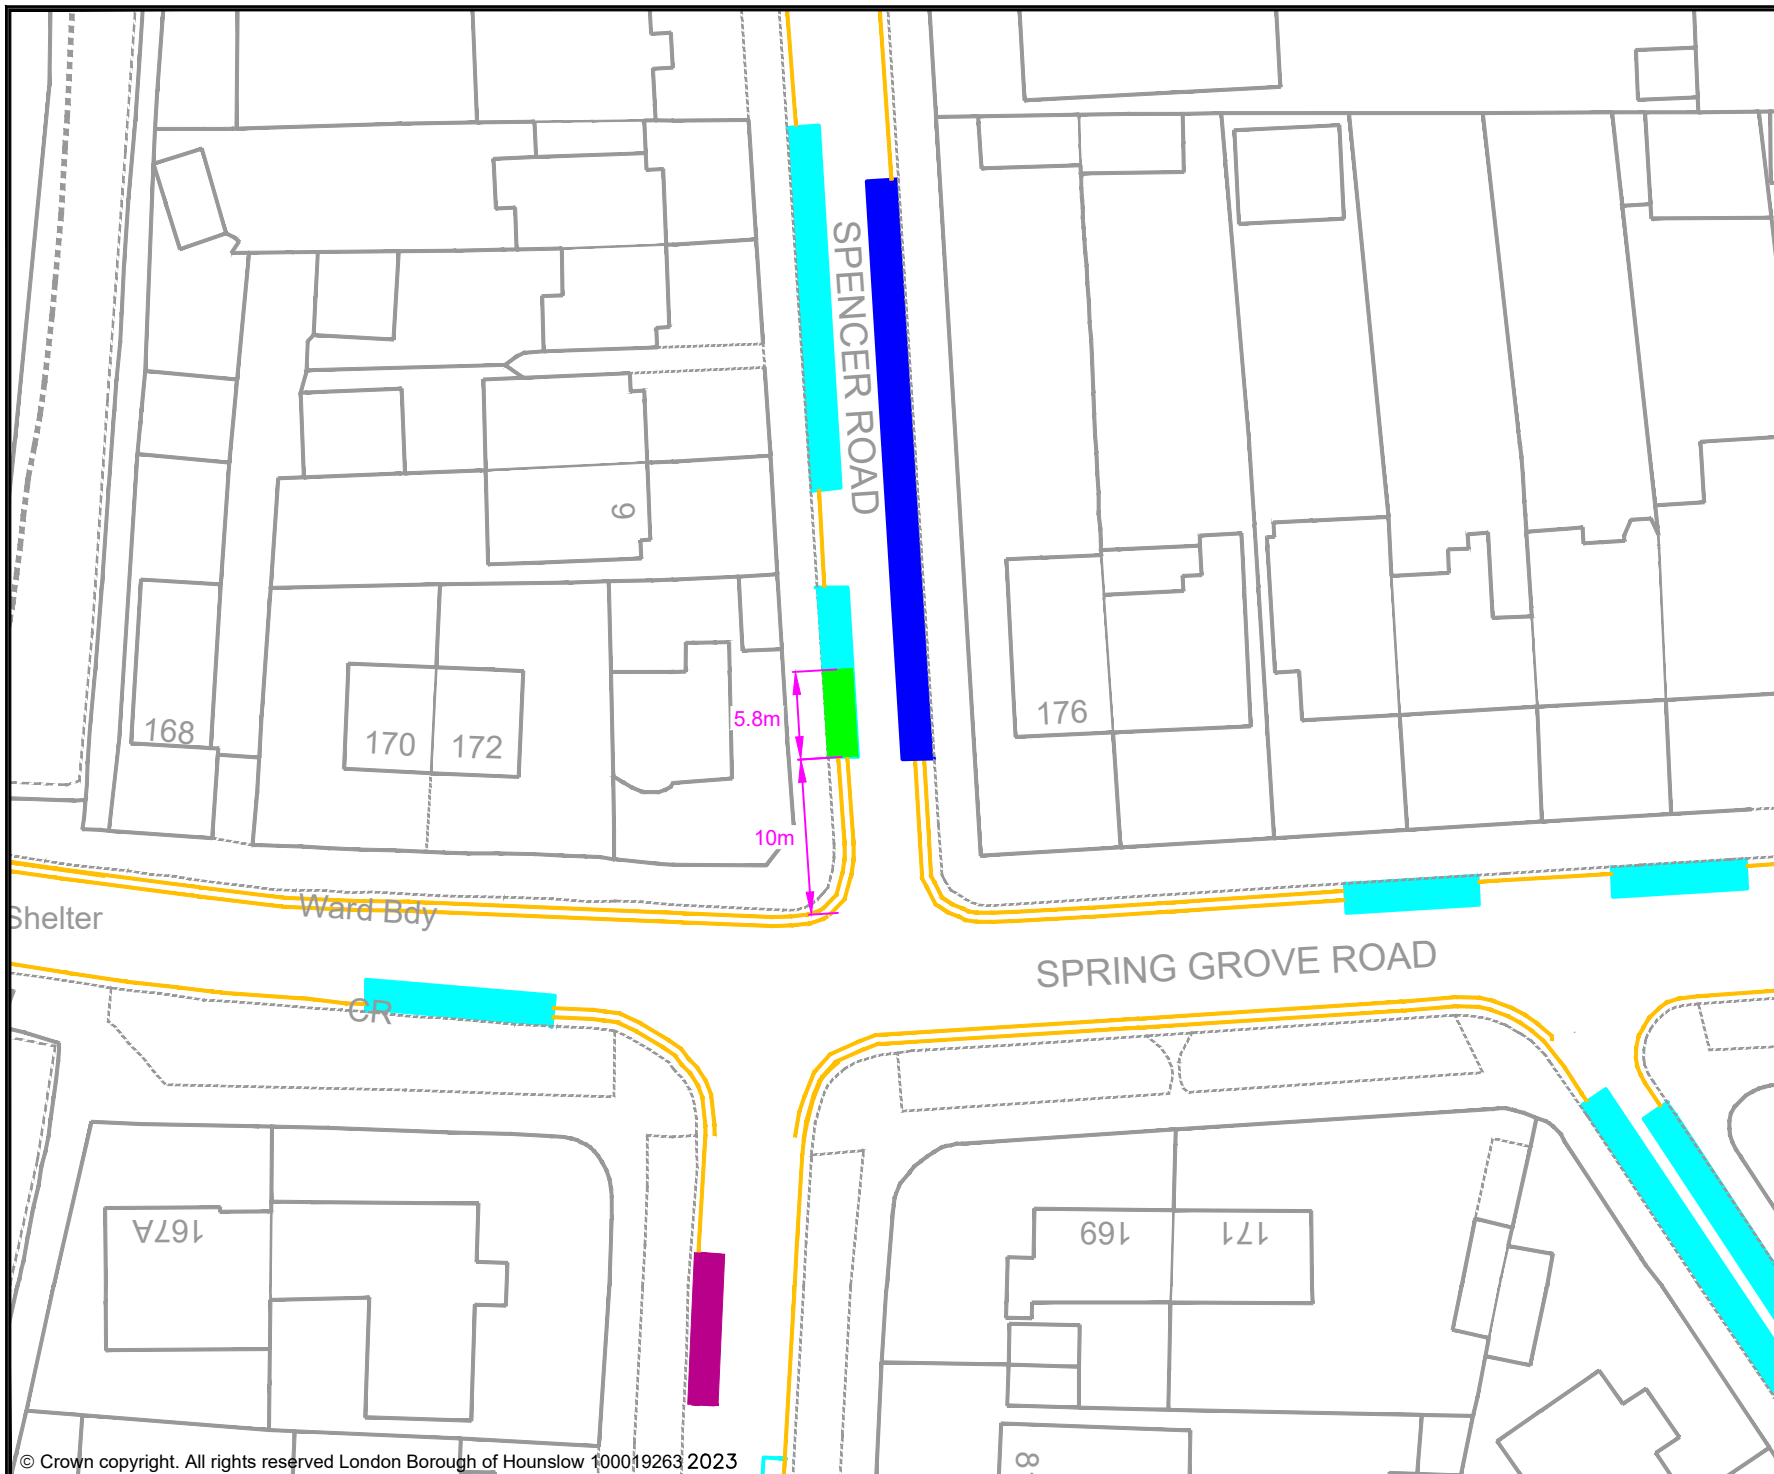 SPENCER ROAD
9
168
170
172
5.8m
176
10m
Shelter
Ward Bdy
SPRING GROVE ROAD
CR
167A
169
171
© Crown copyright. All rights reserved London Borough of Hounslow 100019263 2023